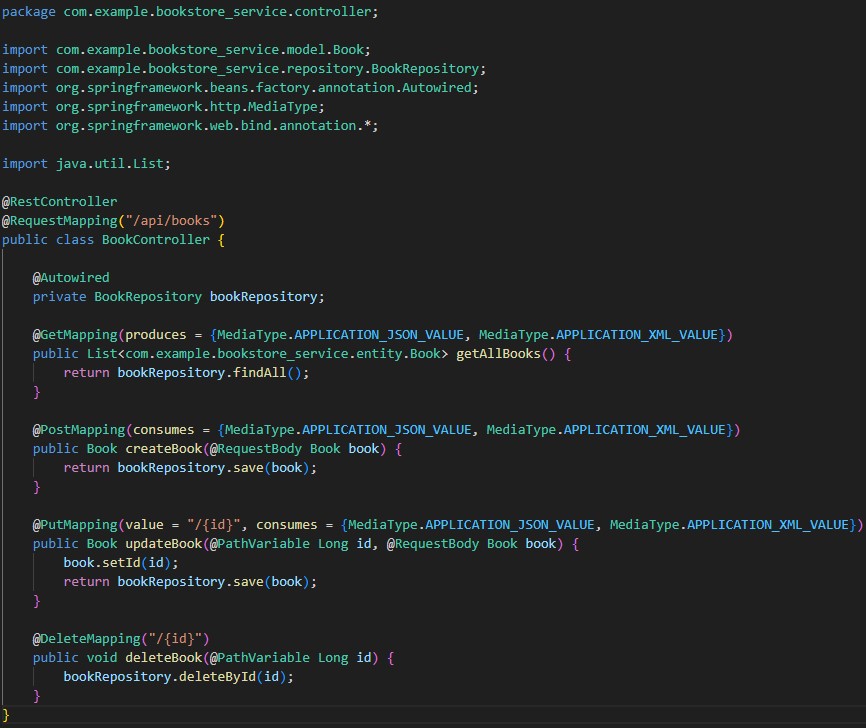 package com.example.bookstore_service.controller;
import com.example.bookstore_service.model.Book;
import com.example.bookstore_service.repository.BookRepository;
import org.springframework.beans.factory.annotation.Autowired;
import org.springframework.http.MediaType;
import org.springframework.web.bind.annotation.*;
import java.util.List;
@RestController
@RequestMapping("/api/books")
public class BookController {
    @Autowired
    private BookRepository bookRepository;
    @GetMapping(produces = {MediaType.APPLICATION_JSON_VALUE, MediaType.APPLICATION_XML_VALUE})
    public List<com.example.bookstore_service.entity.Book> getAllBooks() {
        return bookRepository.findAll();
    }
    @PostMapping(consumes = {MediaType.APPLICATION_JSON_VALUE, MediaType.APPLICATION_XML_VALUE})
    public Book createBook(@RequestBody Book book) {
        return bookRepository.save(book);
    }
    @PutMapping(value = "/{id}", consumes = {MediaType.APPLICATION_JSON_VALUE, MediaType.APPLICATION_XML_VALUE})
    public Book updateBook(@PathVariable Long id, @RequestBody Book book) {
        book.setId(id);
        return bookRepository.save(book);
    }
    @DeleteMapping("/{id}")
    public void deleteBook(@PathVariable Long id) {
        bookRepository.deleteById(id);
    }
}